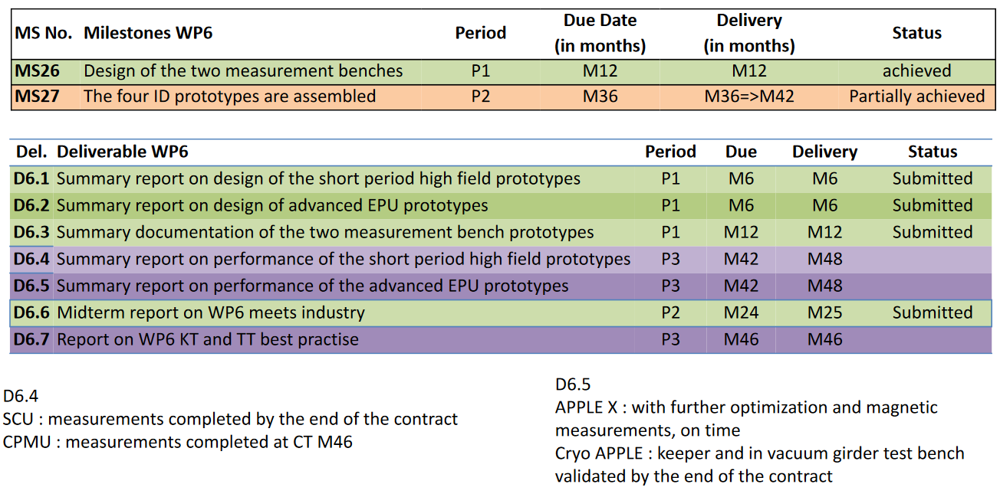 MS No. Milestones WP6 Period Due Date (in months) Delivery (in months) Status
MS26 Design of the two measurement benches P1 M12 M12 achieved
MS27 The four ID prototypes are assembled P2 M36 M36=>M42 Partially achieved
Del. Deliverable WP6 Period Due Delivery Status
D6.1 Summary report on design of the short period high field prototypes P1 M6 M6 Submitted
D6.2 Summary report on design of advanced EPU prototypes P1 M6 M6 Submitted
D6.3 Summary documentation of the two measurement bench prototypes P1 M12 M12 Submitted
D6.4 Summary report on performance of the short period high field prototypes P3 M42 M48
D6.5 Summary report on performance of the advanced EPU prototypes P3 M42 M48
D6.6 Midterm report on WP6 meets industry P2 M24 M25 Submitted
D6.7 Report on WP6 KT and TT best practise P3 M46 M46
D6.4
SCU : measurements completed by the end of the contract
CPMU : measurements completed at CT M46
D6.5
APPLE X : with further optimization and magnetic
measurements, on time
Cryo APPLE : keeper and in vacuum girder test bench
validated by the end of the contract